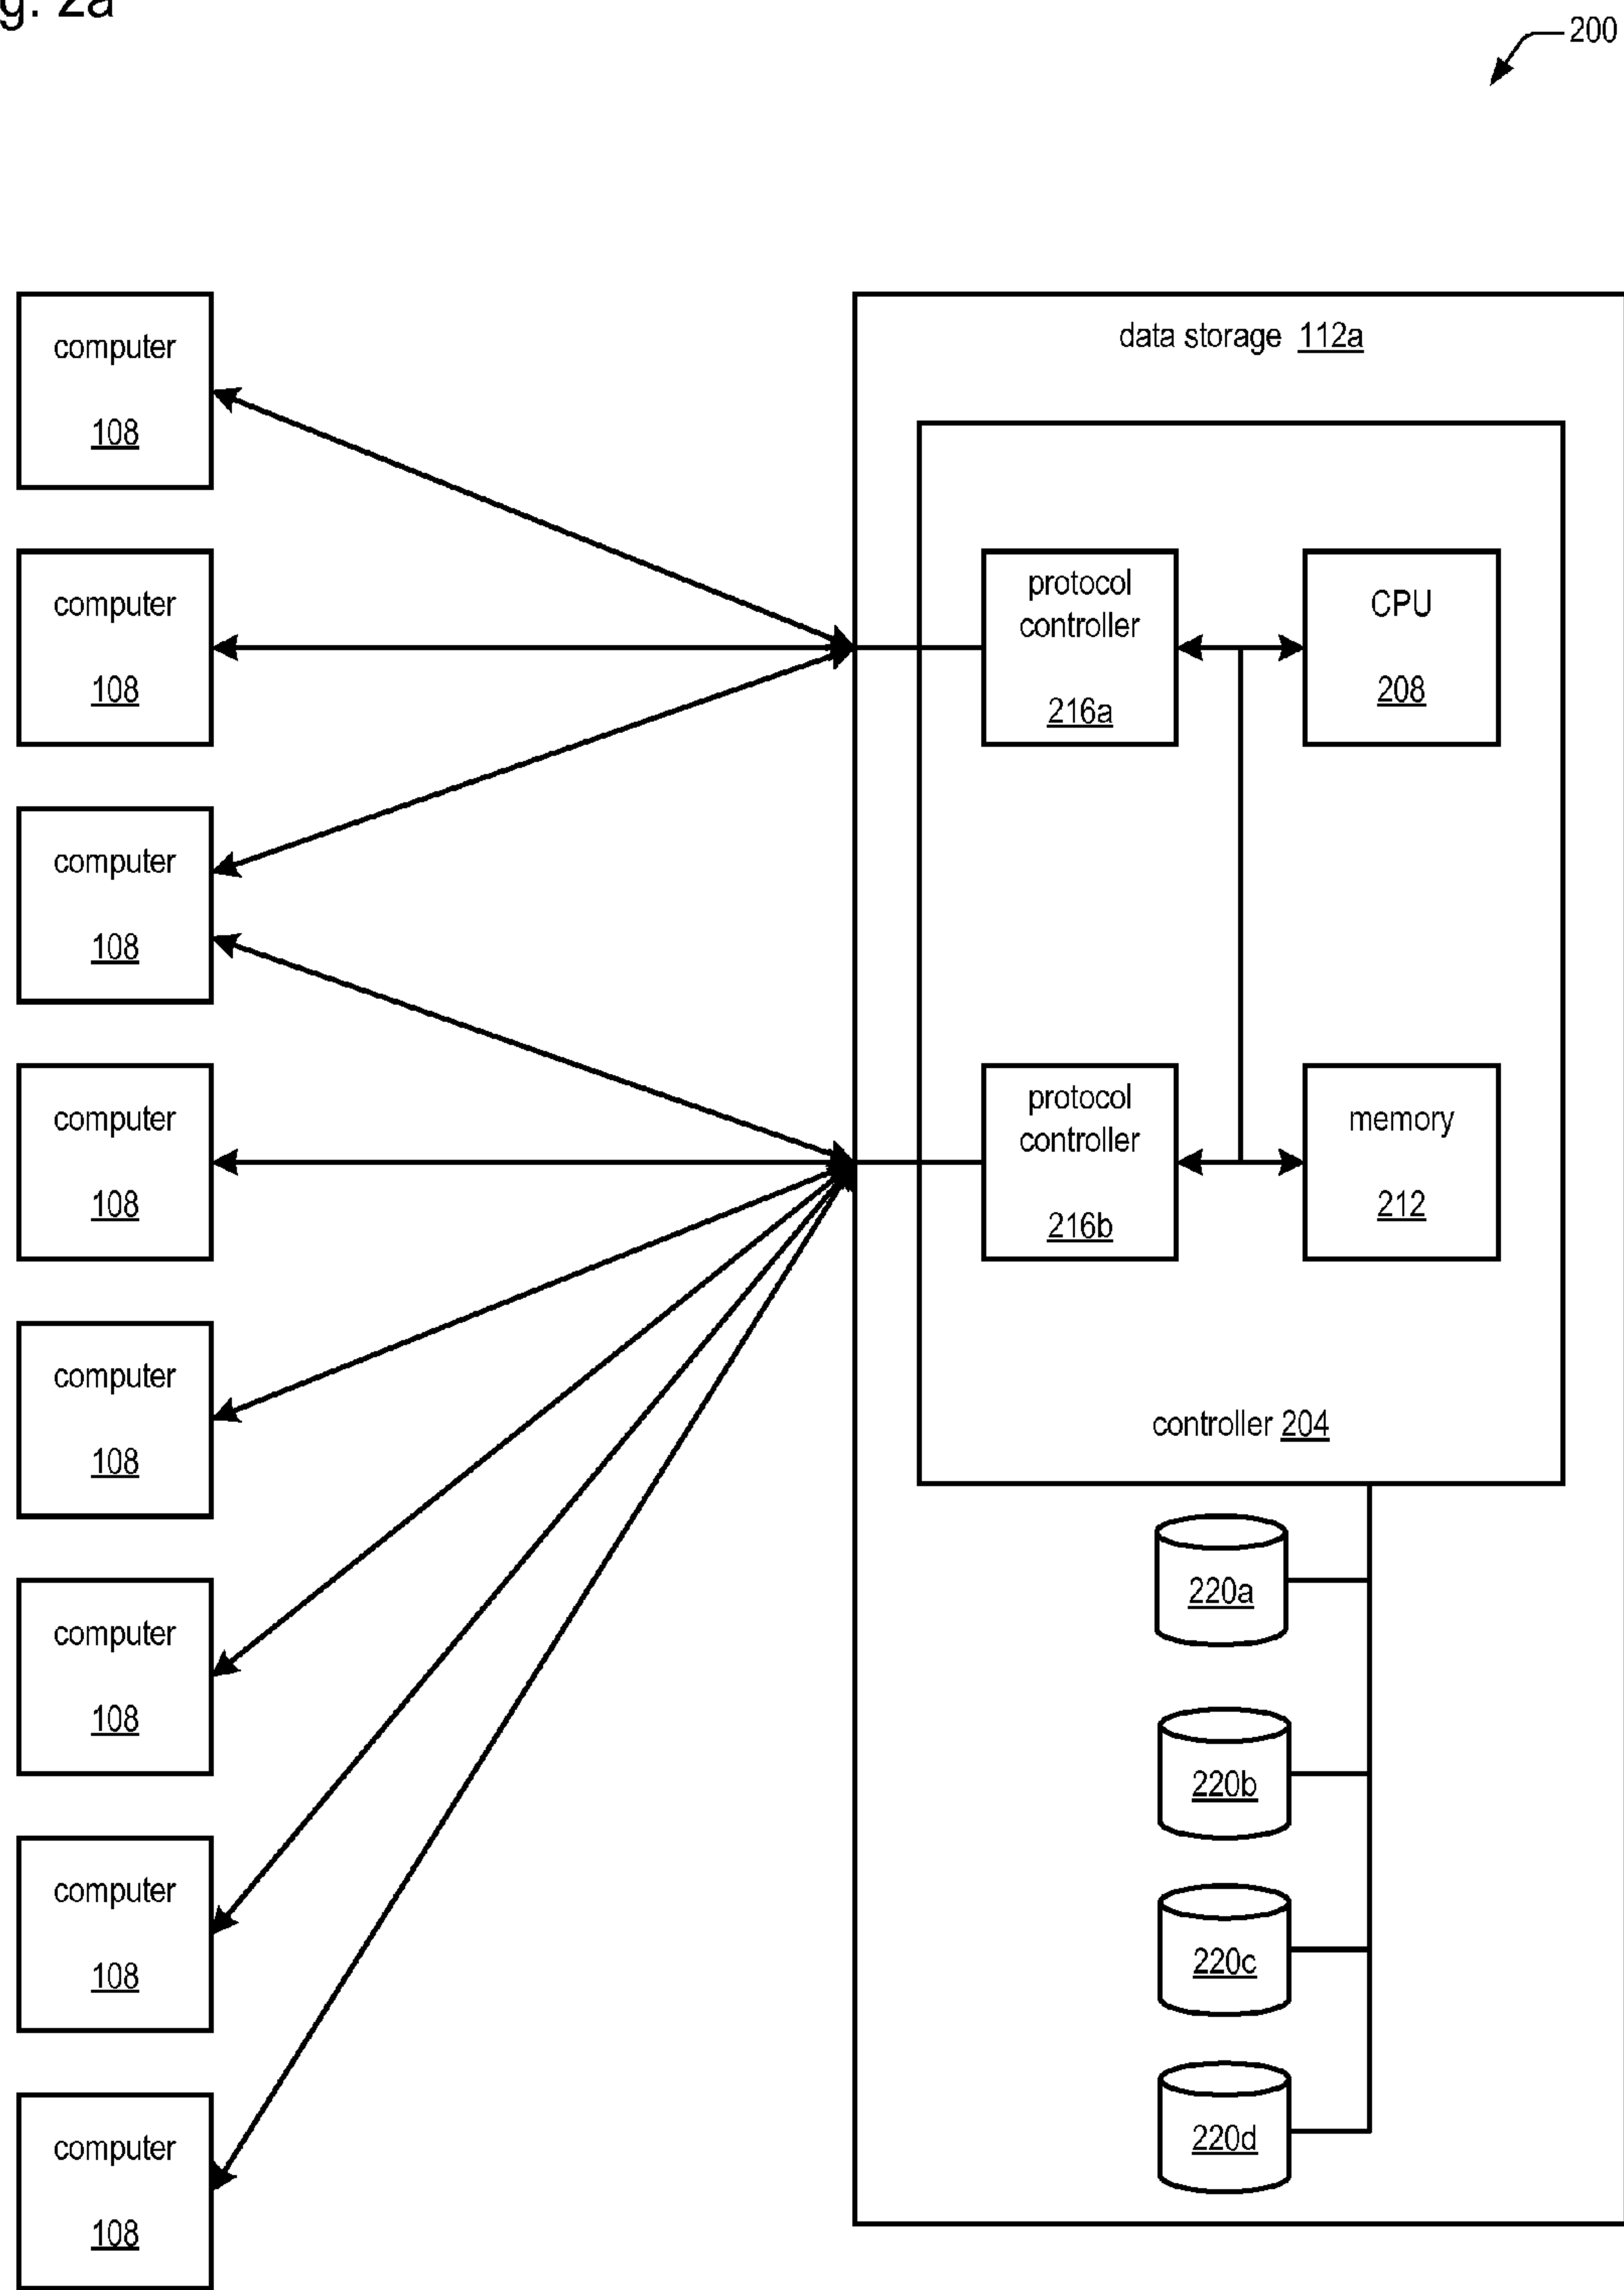 g. 2a
200
computer
108
computer
108
computer
108
computer
108
computer
108
computer
108
computer
108
computer
108
data storage 112a
protocol
controller
216a
CPU
208
protocol
controller
216b
memory
212
controller 204
220a
220b
220c
220d